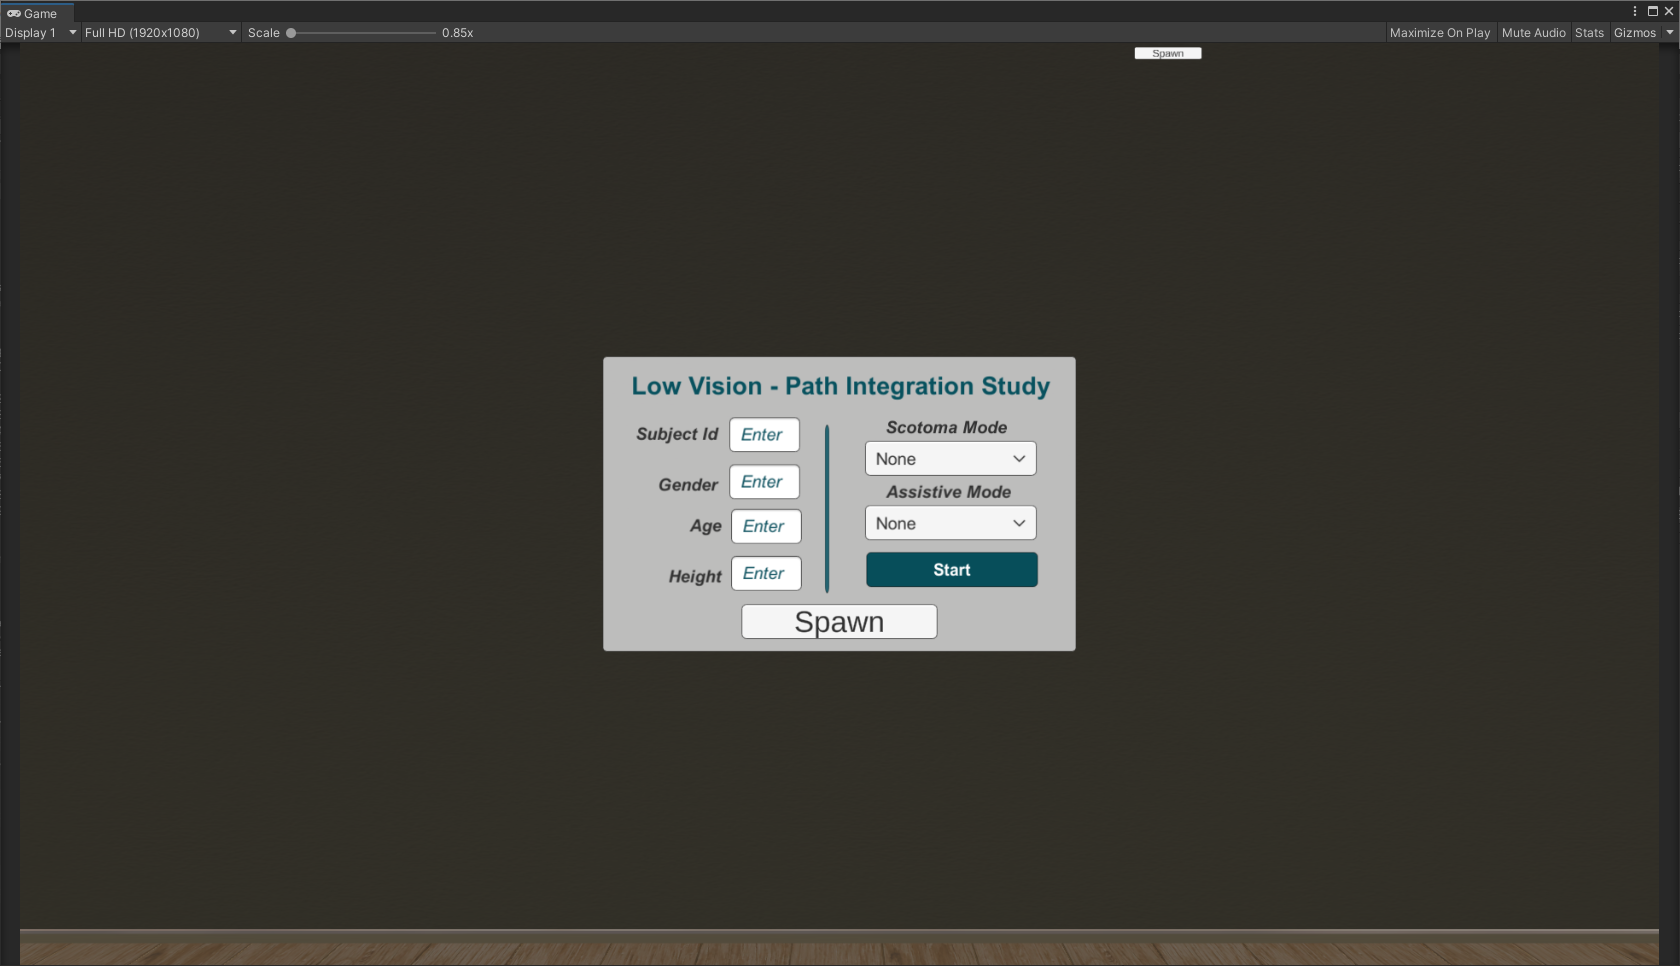 Game
Display 1 Full HD (1920x1080) Scale 0.85x Maximize On Play Mute Audio Stats Gizmos
Spawn
Low Vision - Path Integration Study
Subject Id Enter
Gender Enter
Age Enter
Height Enter
Scotoma Mode
None
Assistive Mode
None
Start
Spawn